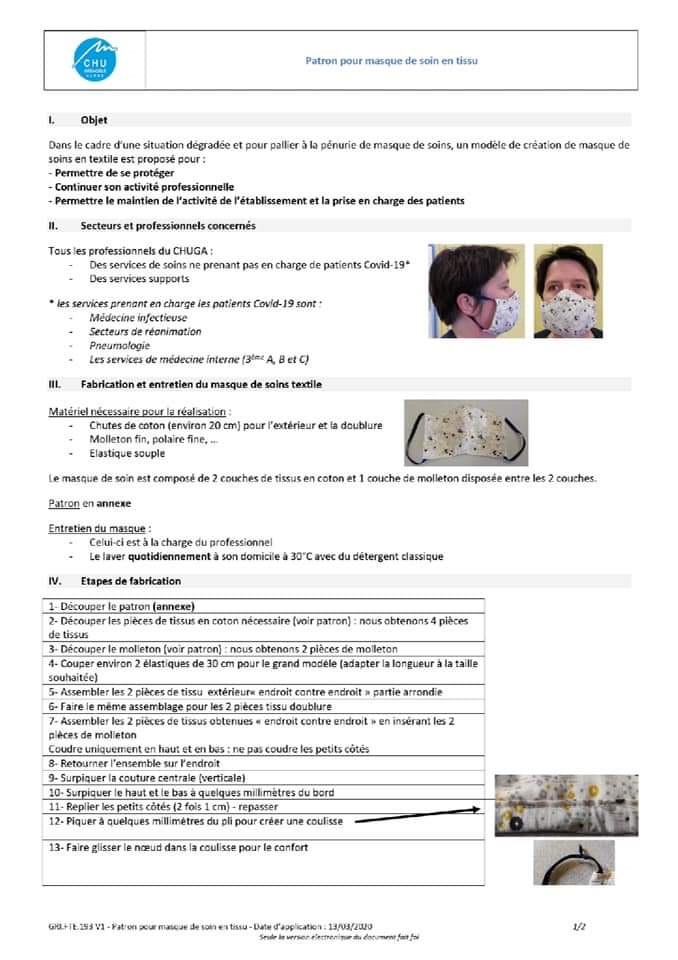 CHU
GRENOBLE
ALPES
Patron pour masque de soin en tissu
I. Objet
Dans le cadre d'une situation dégradée et pour pallier à la pénurie de masque de soins, un modèle de création de masque de
soins en textile est proposé pour :
- Permettre de se protéger
- Continuer son activité professionnelle
- Permettre le maintien de l'activité de l'établissement et la prise en charge des patients
II. Secteurs et professionnels concernés
Tous les professionnels du CHUGA :
- Des services de soins ne prenant pas en charge de patients Covid-19*
- Des services supports
* les services prenant en charge les patients Covid-19 sont :
- Médecine infectieuse
- Secteurs de réanimation
- Pneumologie
- Les services de médecine interne (3ème A, B et C)
III. Fabrication et entretien du masque de soins textile
Matériel nécessaire pour la réalisation :
- Chutes de coton (environ 20 cm) pour l'extérieur et la doublure
- Molleton fin, polaire fine, ...
- Elastique souple
Le masque de soin est composé de 2 couches de tissus en coton et 1 couche de molleton disposée entre les 2 couches.
Patron en annexe
Entretien du masque :
- Celui-ci est à la charge du professionnel
- Le laver quotidiennement à son domicile à 30°C avec du détergent classique
IV. Etapes de fabrication
1- Découper le patron (annexe)
2- Découper les pièces de tissus en coton nécessaire (voir patron) : nous obtenons 4 pièces
de tissus
3- Découper le molleton (voir patron) : nous obtenons 2 pièces de molleton
4- Couper environ 2 élastiques de 30 cm pour le grand modèle (adapter la longueur à la taille
souhaitée)
5- Assembler les 2 pièces de tissu extérieur« endroit contre endroit » partie arrondie
6- Faire le même assemblage pour les 2 pièces tissu doublure
7- Assembler les 2 pièces de tissus obtenues « endroit contre endroit » en insérant les 2
pièces de molleton
Coudre uniquement en haut et en bas : ne pas coudre les petits côtés
8- Retourner l'ensemble sur l'endroit
9- Surpiquer la couture centrale (verticale)
10- Surpiquer le haut et le bas à quelques millimètres du bord
11- Replier les petits côtés (2 fois 1 cm) - repasser
12- Piquer à quelques millimètres du pli pour créer une coulisse
13- Faire glisser le nœud dans la coulisse pour le confort
GRI.FTE.193 V1 - Patron pour masque de soin en tissu - Date d'application : 13/03/2020 1/2
Seule la version électronique du document fait foi